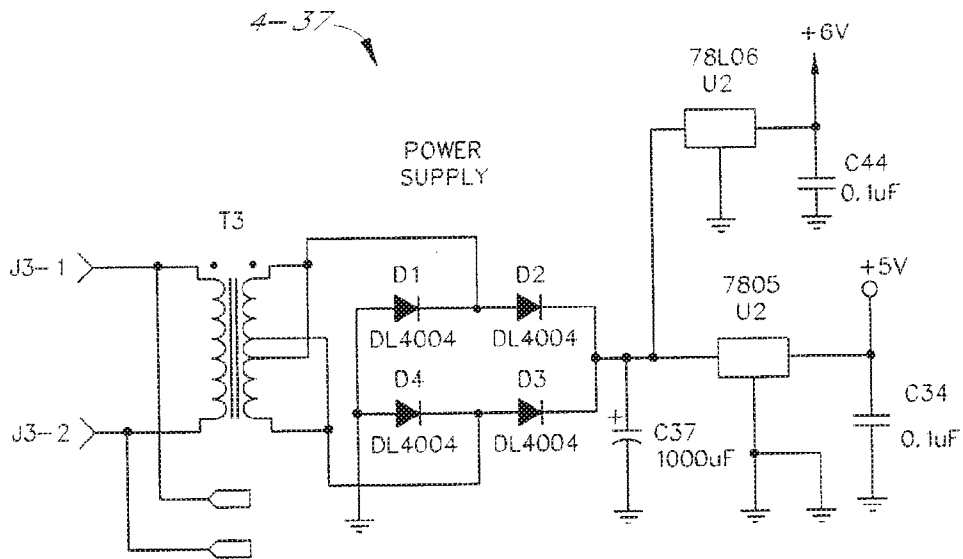 4-37
+6V
78L06
U2
POWER
SUPPLY
C44
0.1uF
T3
J3-1
D1
D2
7805
U2
+5V
DL4004
DL4004
D4
D3
C34
J3-2
DL4004
DL4004
+
C37
1000uF
0.1uF